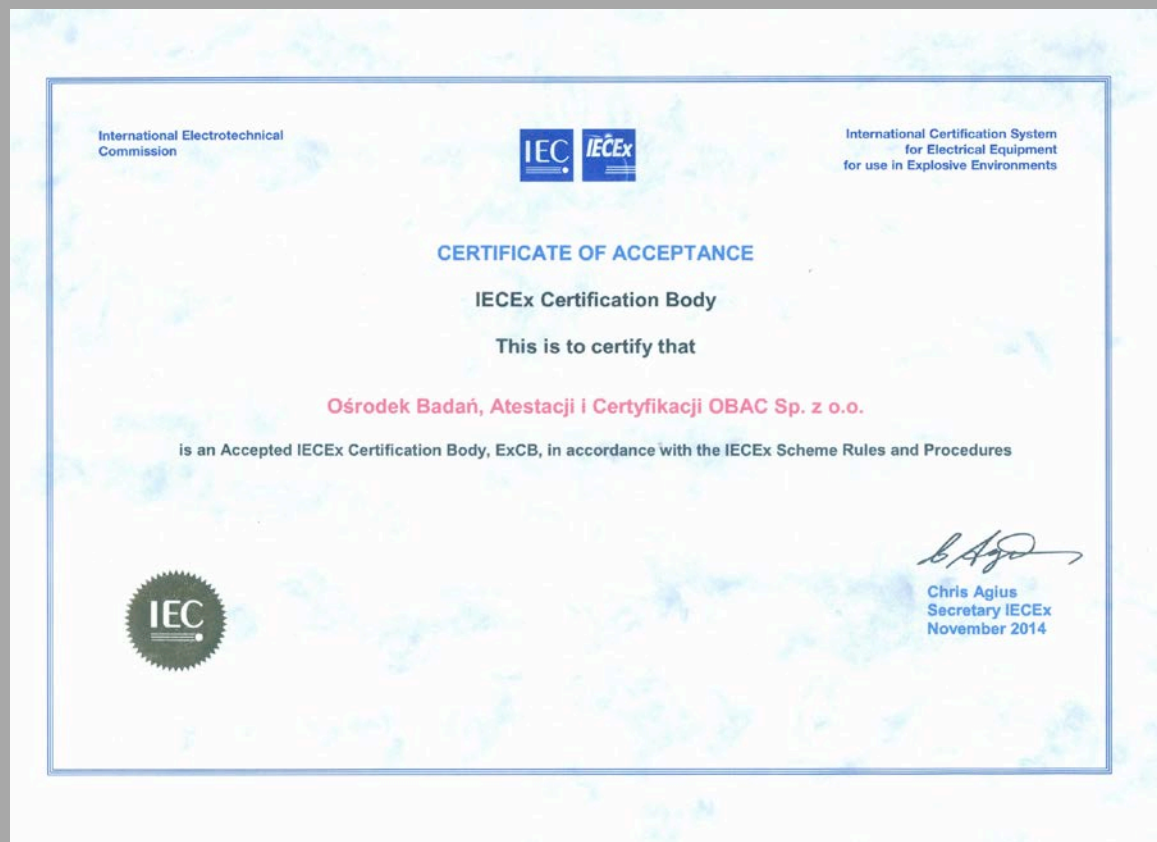 International Electrotechnical
Commission
IEC
IECEx
International Certification System
for Electrical Equipment
for use in Explosive Environments
CERTIFICATE OF ACCEPTANCE
IECEx Certification Body
This is to certify that
Ośrodek Badań, Atestacji i Certyfikacji OBAC Sp. z o.o.
is an Accepted IECEx Certification Body, ExCB, in accordance with the IECEx Scheme Rules and Procedures
IEC
Chris Agius
Secretary IECEx
November 2014